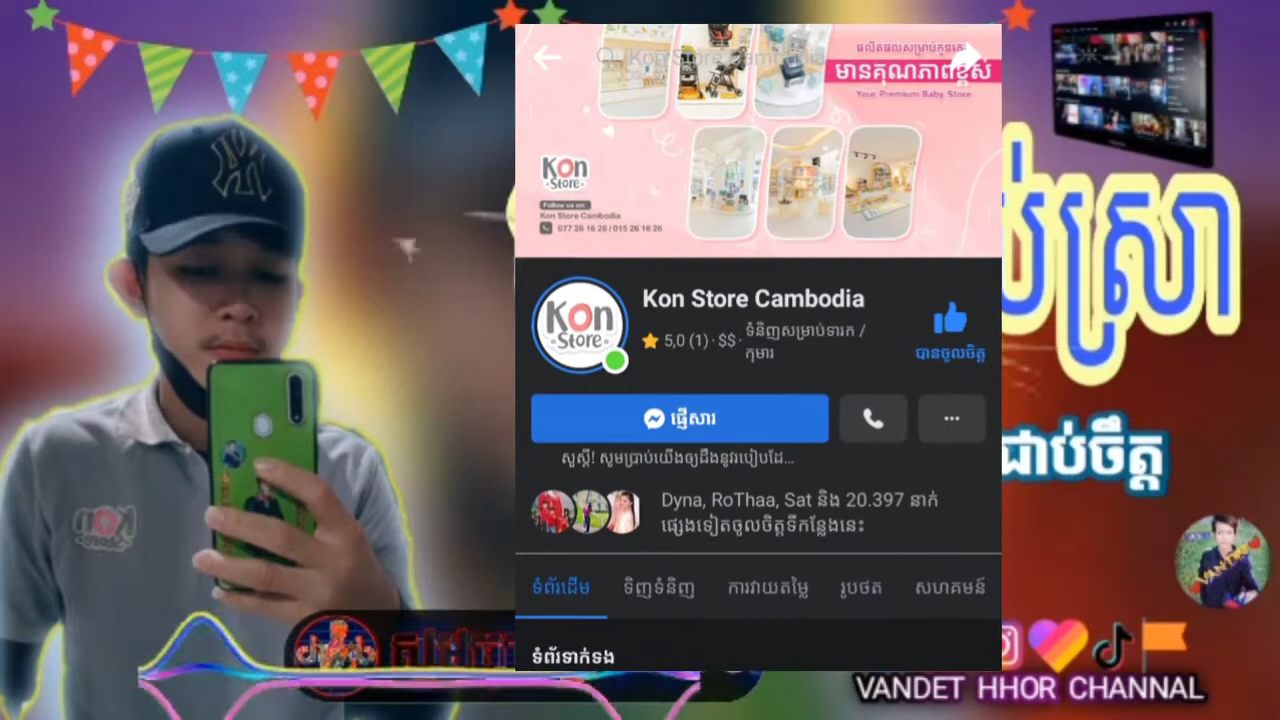 Kon Store Cambodia
ផលិតផលសម្រាប់កូនតូច
មានគុណភាពខ្ពស់
Your Premium Baby Store
Kon
Store
Follow us on:
Kon Store Cambodia
077 26 16 26 / 015 26 16 26
Kon
Store
Kon Store Cambodia
5,0 (1) · $$ · ទំនិញសម្រាប់ទារក /
កុមារ
បានចូលចិត្ត
ផ្ញើសារ
សួស្តី! សូមប្រាប់យើងឲ្យដឹងនូវរបៀបដែ...
Dyna, RoThaa, Sat និង 20.397 នាក់
ផ្សេងទៀតចូលចិត្តទីកន្លែងនេះ
ទំព័រដើម
ទិញទំនិញ
ការវាយតម្លៃ
រូបថត
សហគមន៍
ទំព័រទាក់ទង
ស្រា
ជាប់ចិត្ត
VANDET
VANDET HHOR CHANNAL